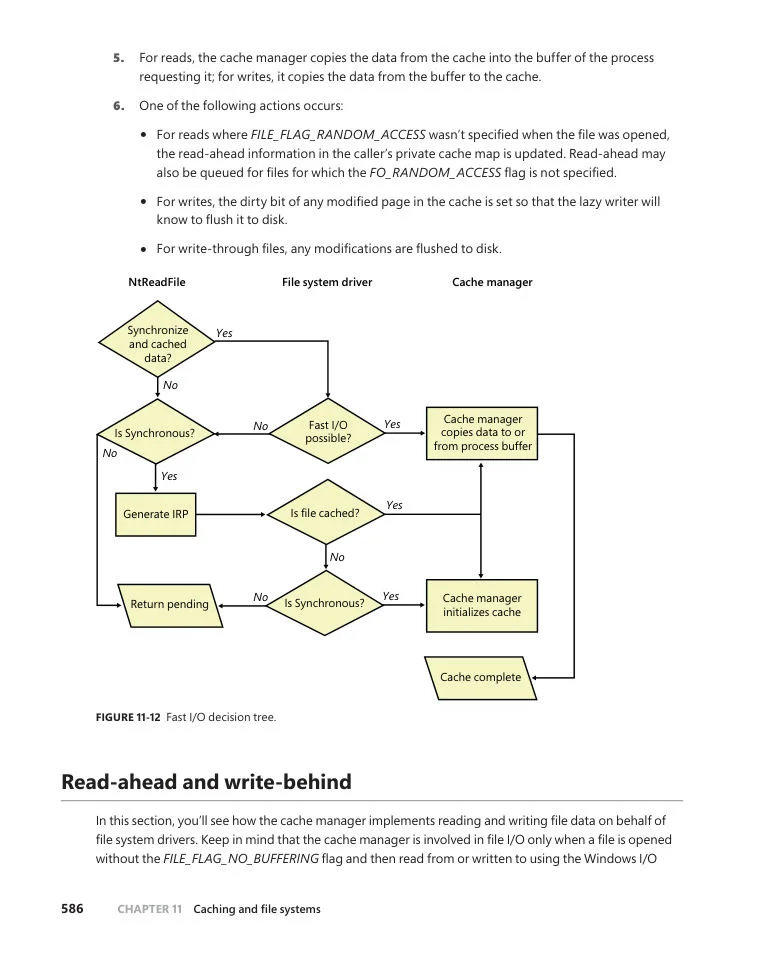 5. For reads, the cache manager copies the data from the cache into the buffer of the process
requesting it; for writes, it copies the data from the buffer to the cache.
6. One of the following actions occurs:
• For reads where FILE_FLAG_RANDOM_ACCESS wasn’t specified when the file was opened,
the read-ahead information in the caller’s private cache map is updated. Read-ahead may
also be queued for files for which the FO_RANDOM_ACCESS flag is not specified.
• For writes, the dirty bit of any modified page in the cache is set so that the lazy writer will
know to flush it to disk.
• For write-through files, any modifications are flushed to disk.
NtReadFile File system driver Cache manager
Synchronize
and cached
data?
Yes
No
Is Synchronous?
No
Fast I/O
possible?
Yes
Cache manager
copies data to or
from process buffer
No
Yes
Generate IRP
Is file cached?
Yes
No
Return pending
No
Is Synchronous?
Yes
Cache manager
initializes cache
Cache complete
FIGURE 11-12 Fast I/O decision tree.
Read-ahead and write-behind
In this section, you’ll see how the cache manager implements reading and writing file data on behalf of
file system drivers. Keep in mind that the cache manager is involved in file I/O only when a file is opened
without the FILE_FLAG_NO_BUFFERING flag and then read from or written to using the Windows I/O
586 CHAPTER 11 Caching and file systems